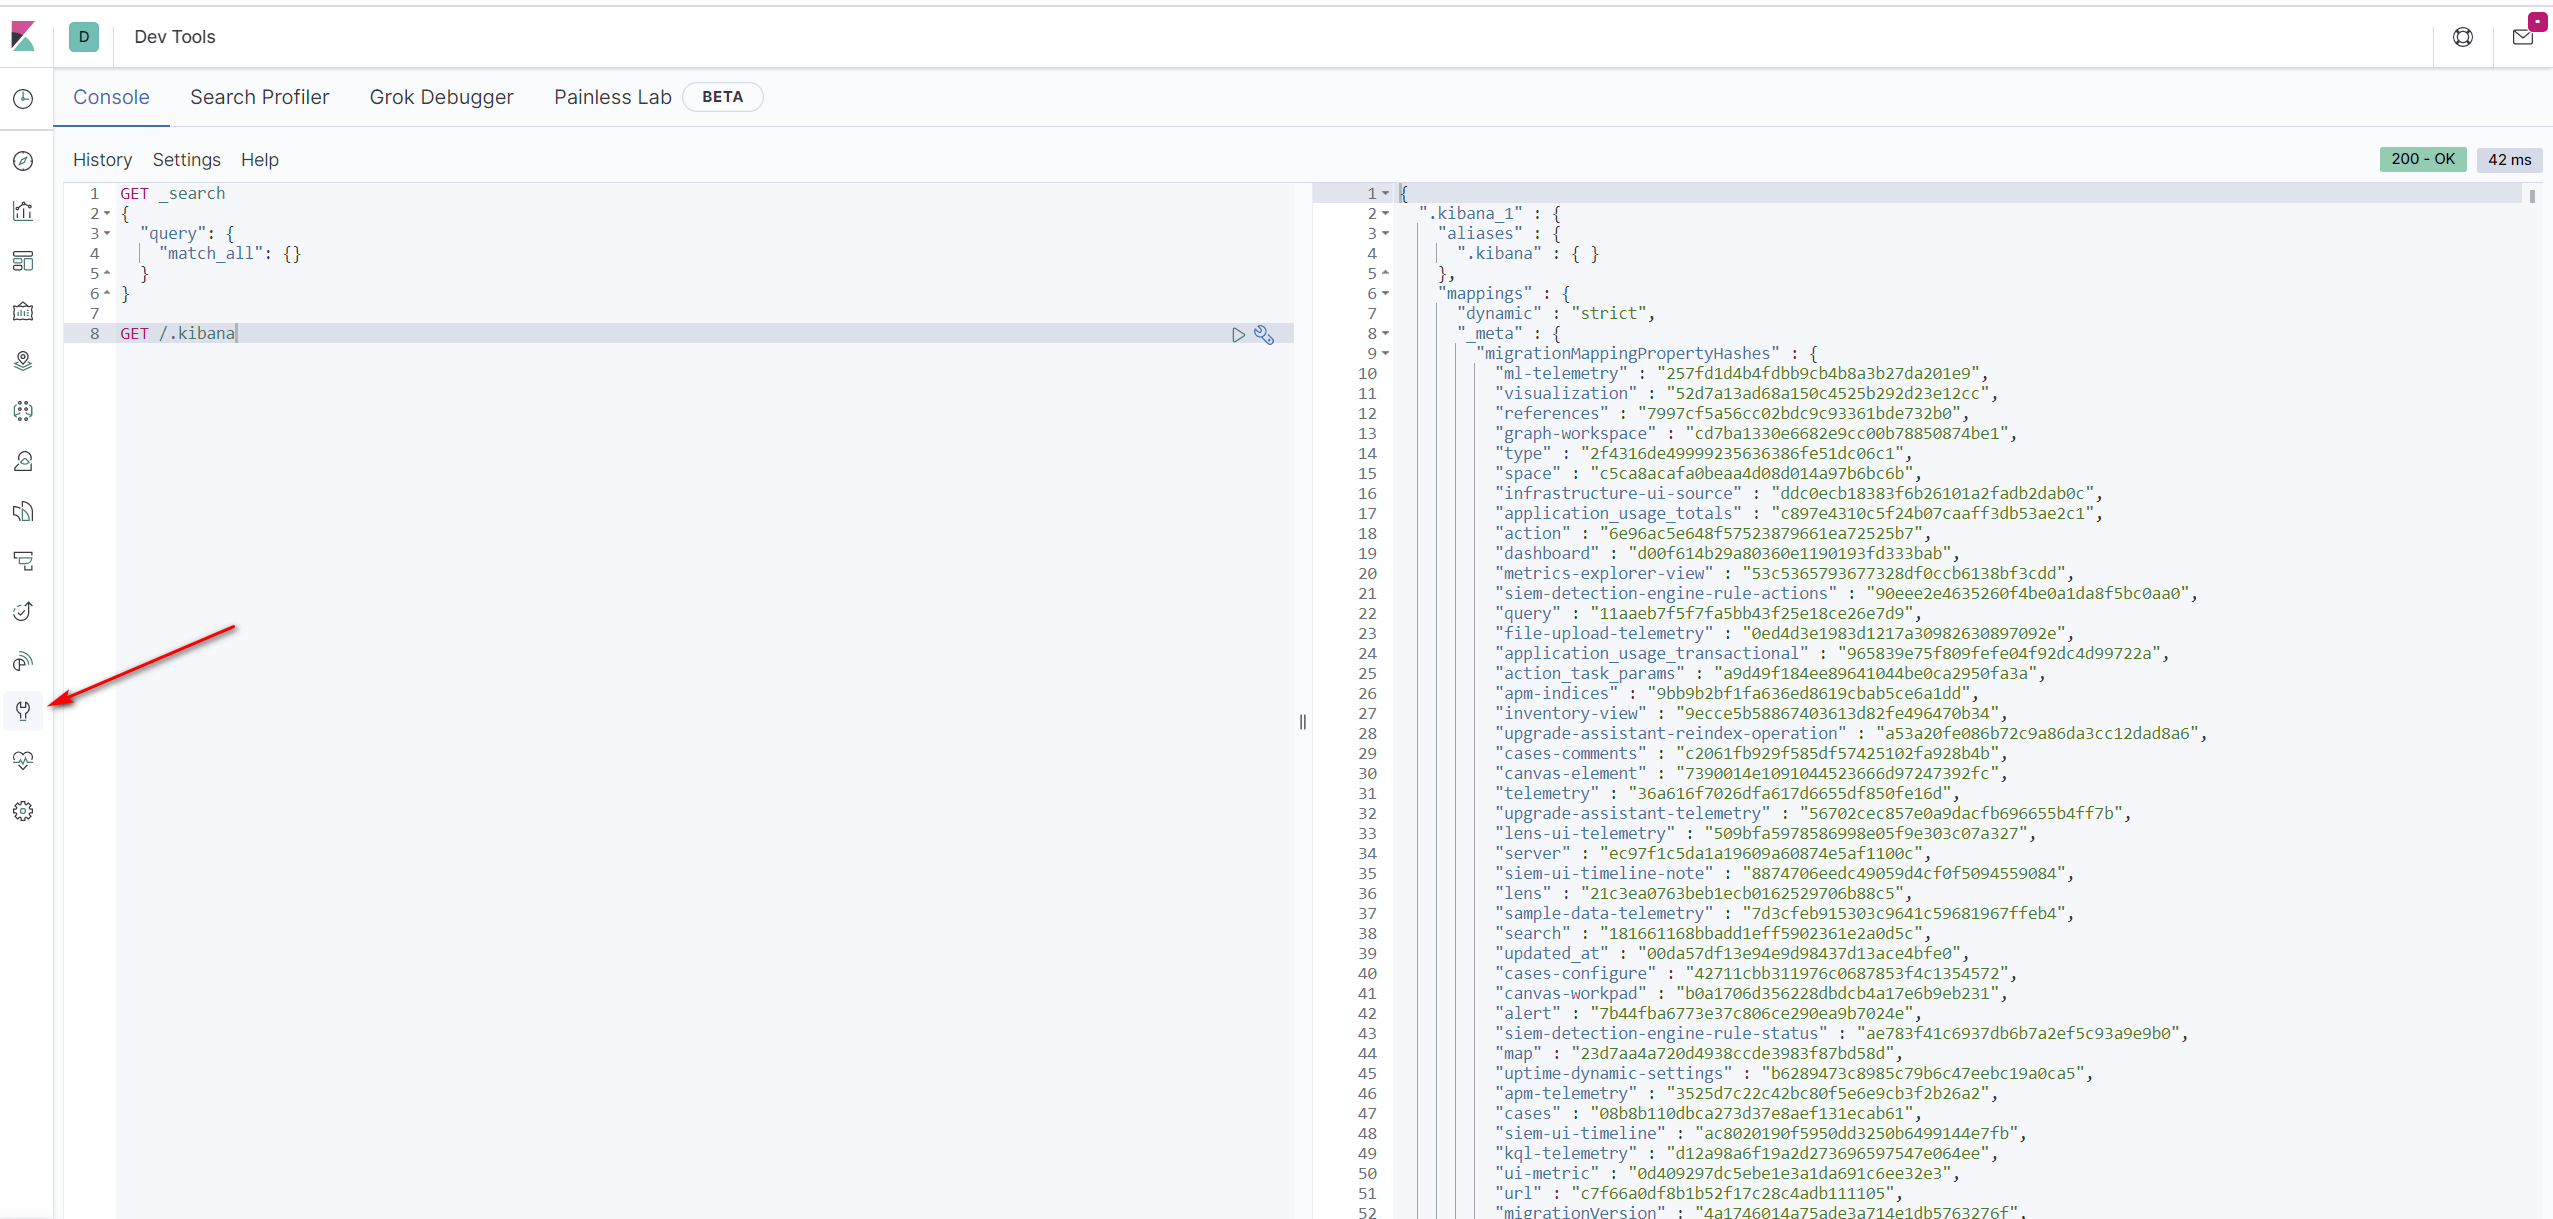 D Dev Tools
Console Search Profiler Grok Debugger Painless Lab BETA
History Settings Help
200 - OK 42 ms
1 GET _search
2 {
3 "query": {
4 "match_all": {}
5 }
6 }
7
8 GET /.kibana
1 {
2 ".kibana_1" : {
3 "aliases" : {
4 ".kibana" : { }
5 },
6 "mappings" : {
7 "dynamic" : "strict",
8 "_meta" : {
9 "migrationMappingPropertyHashes" : {
10 "ml-telemetry" : "257fd1d4b4fdbb9cb4b8a3b27da201e9",
11 "visualization" : "52d7a13ad68a150c4525b292d23e12cc",
12 "references" : "7997cf5a56cc02bdc9c93361bde732b0",
13 "graph-workspace" : "cd7ba1330e6682e9cc00b78850874be1",
14 "type" : "2f4316de49999235636386fe51dc06c1",
15 "space" : "c5ca8acafa0beaa4d08d014a97b6bc6b",
16 "infrastructure-ui-source" : "ddc0ecb18383f6b26101a2fadb2dab0c",
17 "application_usage_totals" : "c897e4310c5f24b07caaff3db53ae2c1",
18 "action" : "6e96ac5e648f57523879661ea72525b7",
19 "dashboard" : "d00f614b29a80360e1190193fd333bab",
20 "metrics-explorer-view" : "53c5365793677328df0ccb6138bf3cdd",
21 "siem-detection-engine-rule-actions" : "90eee2e4635260f4be0a1da8f5bc0aa0",
22 "query" : "11aaeb7f5f7fa5bb43f25e18ce26e7d9",
23 "file-upload-telemetry" : "0ed4d3e1983d1217a30982630897092e",
24 "application_usage_transactional" : "965839e75f809fefe04f92dc4d99722a",
25 "action_task_params" : "a9d49f184ee89641044be0ca2950fa3a",
26 "apm-indices" : "9bb9b2bf1fa636ed8619cbab5ce6a1dd",
27 "inventory-view" : "9ecce5b58867403613d82fe496470b34",
28 "upgrade-assistant-reindex-operation" : "a53a20fe086b72c9a86da3cc12dad8a6",
29 "cases-comments" : "c2061fb929f585df57425102fa928b4b",
30 "canvas-element" : "7390014e1091044523666d97247392fc",
31 "telemetry" : "36a616f7026dfa617d6655df850fe16d",
32 "upgrade-assistant-telemetry" : "56702cec857e0a9dacfb696655b4ff7b",
33 "lens-ui-telemetry" : "509bfa5978586998e05f9e303c07a327",
34 "server" : "ec97f1c5da1a19609a60874e5af1100c",
35 "siem-ui-timeline-note" : "8874706eedc49059d4cf0f5094559084",
36 "lens" : "21c3ea0763beb1ecb0162529706b88c5",
37 "sample-data-telemetry" : "7d3cfeb915303c9641c59681967ffeb4",
38 "search" : "181661168bbadd1eff5902361e2a0d5c",
39 "updated_at" : "00da57df13e94e9d98437d13ace4bfe0",
40 "cases-configure" : "42711cbb311976c0687853f4c1354572",
41 "canvas-workpad" : "b0a1706d356228dbdcb4a17e6b9eb231",
42 "alert" : "7b44fba6773e37c806ce290ea9b7024e",
43 "siem-detection-engine-rule-status" : "ae783f41c6937db6b7a2ef5c93a9e9b0",
44 "map" : "23d7aa4a720d4938ccde3983f87bd58d",
45 "uptime-dynamic-settings" : "b6289473c8985c79b6c47eebc19a0ca5",
46 "apm-telemetry" : "3525d7c22c42bc80f5e6e9cb3f2b26a2",
47 "cases" : "08b8b110dbca273d37e8aef131ecab61",
48 "siem-ui-timeline" : "ac8020190f5950dd3250b6499144e7fb",
49 "kql-telemetry" : "d12a98a6f19a2d273696597547e064ee",
50 "ui-metric" : "0d409297dc5ebe1e3a1da691c6ee32e3",
51 "url" : "c7f66a0df8b1b52f17c28c4adb111105",
52 "migrationVersion" : "4a1746014a75ade3a714e1db5763276f",